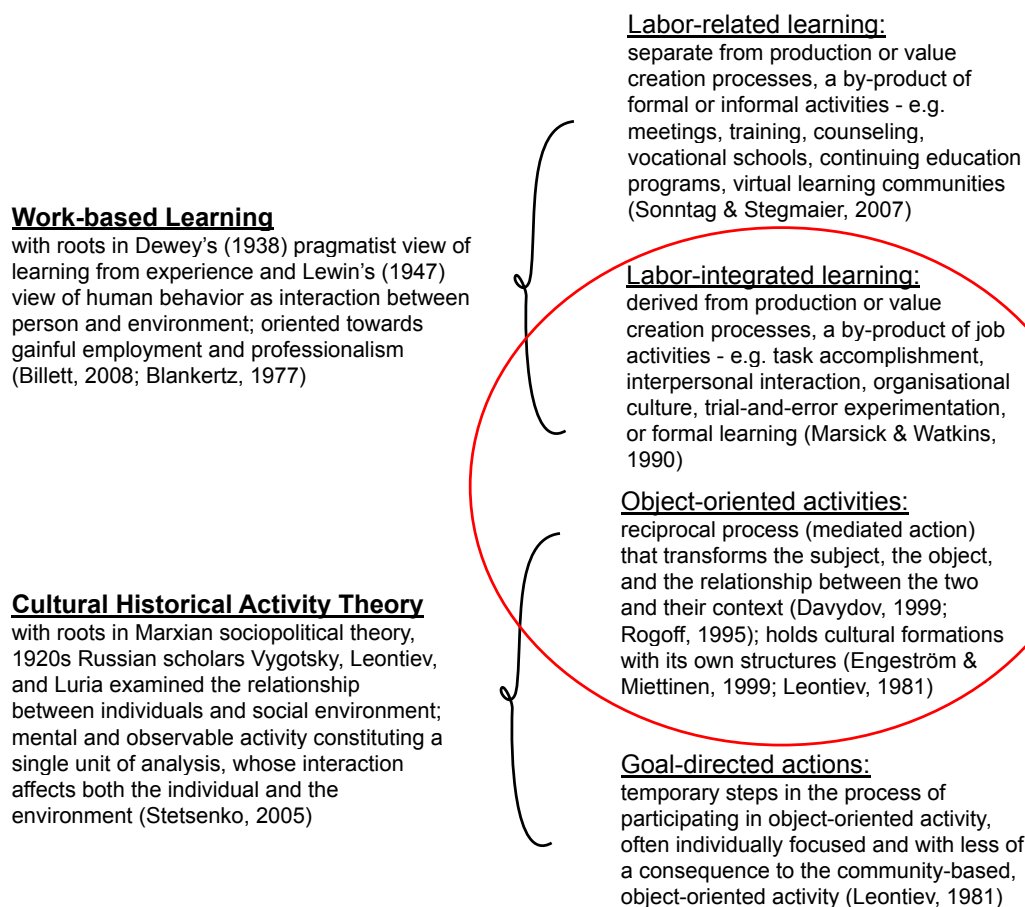 Labor-related learning:
separate from production or value
creation processes, a by-product of
formal or informal activities - e.g.
meetings, training, counseling,
vocational schools, continuing education
programs, virtual learning communities
(Sonntag & Stegmaier, 2007)
Work-based Learning
with roots in Dewey's (1938) pragmatist view of
learning from experience and Lewin's (1947)
view of human behavior as interaction between
person and environment; oriented towards
gainful employment and professionalism
(Billett, 2008; Blankertz, 1977)
Labor-integrated learning:
derived from production or value
creation processes, a by-product of job
activities - e.g. task accomplishment,
interpersonal interaction, organisational
culture, trial-and-error experimentation,
or formal learning (Marsick & Watkins,
1990)
Object-oriented activities:
reciprocal process (mediated action)
that transforms the subject, the object,
and the relationship between the two
and their context (Davydov, 1999;
Rogoff, 1995); holds cultural formations
with its own structures (Engeström &
Miettinen, 1999; Leontiev, 1981)
Cultural Historical Activity Theory
with roots in Marxian sociopolitical theory,
1920s Russian scholars Vygotsky, Leontiev,
and Luria examined the relationship
between individuals and social environment;
mental and observable activity constituting a
single unit of analysis, whose interaction
affects both the individual and the
environment (Stetsenko, 2005)
Goal-directed actions:
temporary steps in the process of
participating in object-oriented activity,
often individually focused and with less of
a consequence to the community-based,
object-oriented activity (Leontiev, 1981)